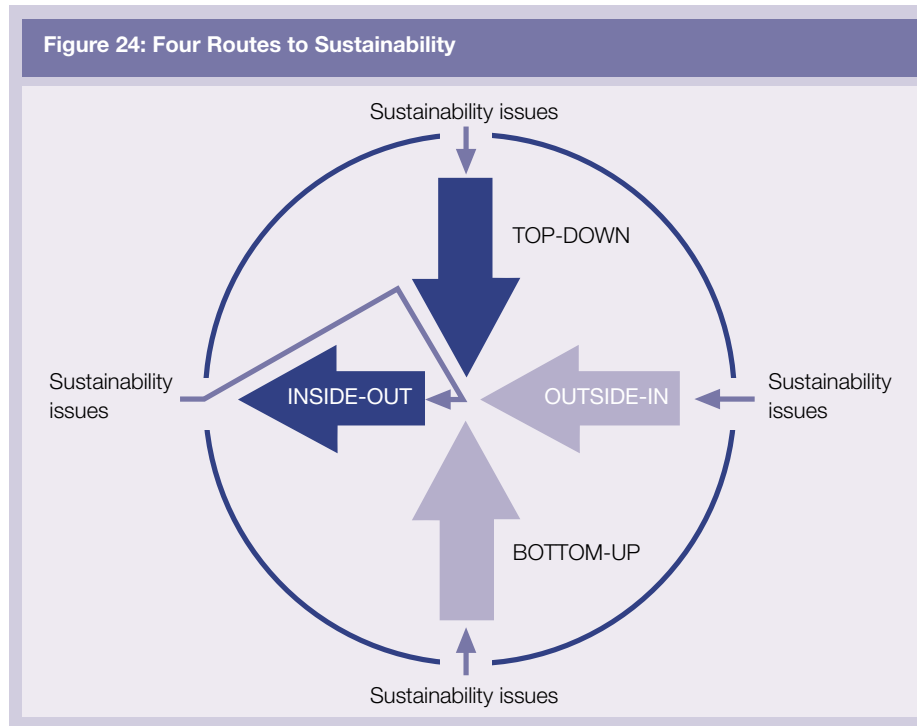 Figure 24: Four Routes to Sustainability
Sustainability issues
TOP-DOWN
Sustainability
issues
INSIDE-OUT
OUTSIDE-IN
Sustainability
issues
BOTTOM-UP
Sustainability issues